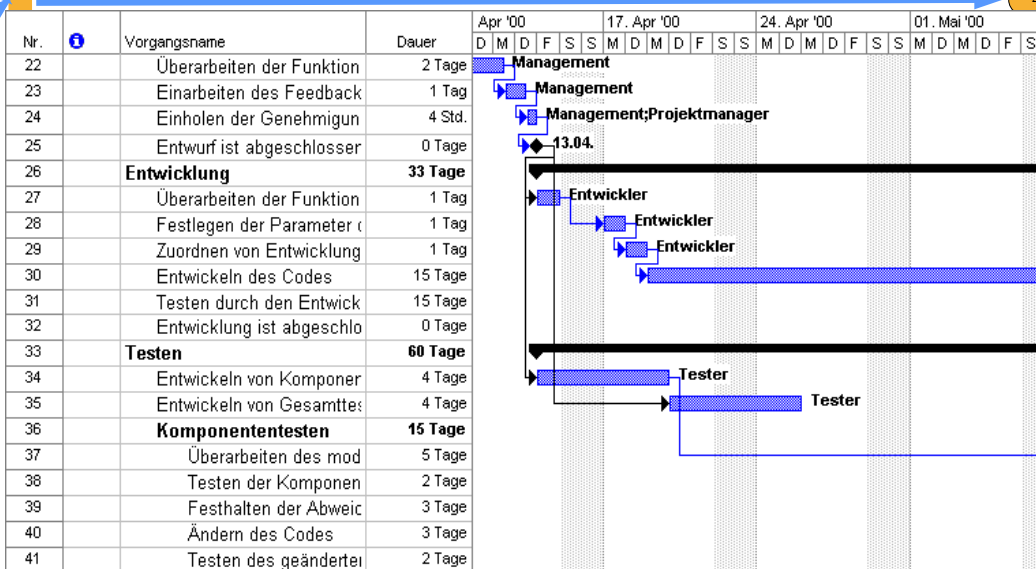 Apr '00 17. Apr '00 24. Apr '00 01. Mai '00
Nr. Vorgangsname Dauer D M D F S S M D M D F S S M D M D F S S M D M D F S
22 Überarbeiten der Funktion 2 Tage Management
23 Einarbeiten des Feedback 1 Tag Management
24 Einholen der Genehmigun 4 Std. Management;Projektmanager
25 Entwurf ist abgeschlosser 0 Tage 13.04.
26 Entwicklung 33 Tage
27 Überarbeiten der Funktion 1 Tag Entwickler
28 Festlegen der Parameter 1 Tag Entwickler
29 Zuordnen von Entwicklung 1 Tag Entwickler
30 Entwickeln des Codes 15 Tage
31 Testen durch den Entwick 15 Tage
32 Entwicklung ist abgeschlo 0 Tage
33 Testen 60 Tage
34 Entwickeln von Komponer 4 Tage Tester
35 Entwickeln von Gesamttes 4 Tage Tester
36 Komponententesten 15 Tage
37 Überarbeiten des mod 5 Tage
38 Testen der Komponen 2 Tage
39 Festhalten der Abweic 3 Tage
40 Ändern des Codes 3 Tage
41 Testen des geänderter 2 Tage